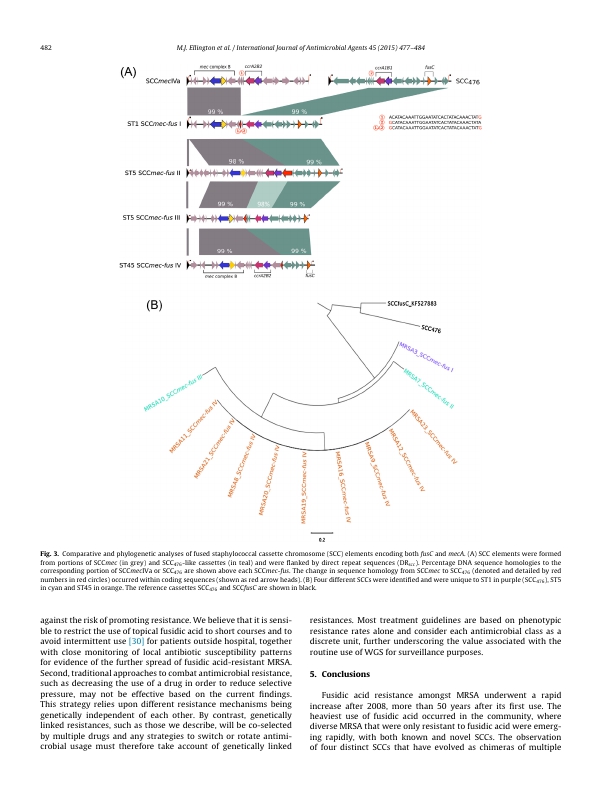 482
M.J. Ellington et al. / International Journal of Antimicrobial Agents 45 (2015) 477–484
(A)
mec complex B
ccrA2B2
ccrA1B1
fusC
SCCmecIVa
SCC476
99 %
99 %
ST1 SCCmec-fus I
ACATACAAATTGGAATATCACTATACAAACTATG
GCATACAAATTGGAATATCACTATACAAACTATA
GCATACAAATTGGAATATCACTATACAAACTATG
98 %
99 %
ST5 SCCmec-fus II
99 %
98%
99 %
ST5 SCCmec-fus III
99 %
99 %
ST45 SCCmec-fus IV
mec complex B
ccrA2B2
fusC
(B)
SCCfusC_KF527883
SCC476
MRSA3_SCCmec-fus I
MRSA7_SCCmec-fus II
MRSA10_SCCmec-fus III
MRSA11_SCCmec-fus IV
MRSA21_SCCmec-fus IV
MRSA8_SCCmec-fus IV
MRSA20_SCCmec-fus IV
MRSA19_SCCmec-fus IV
MRSA16_SCCmec-fus IV
MRSA9_SCCmec-fus IV
MRSA12_SCCmec-fus IV
MRSA23_SCCmec-fus IV
0.2
Fig. 3. Comparative and phylogenetic analyses of fused staphylococcal cassette chromosome (SCC) elements encoding both fusC and mecA. (A) SCC elements were formed
from portions of SCCmec (in grey) and SCC476-like cassettes (in teal) and were flanked by direct repeat sequences (DRscc). Percentage DNA sequence homologies to the
corresponding portion of SCCmecIVa or SCC476 are shown above each SCCmec-fus. The change in sequence homology from SCCmec to SCC476 (denoted and detailed by red
numbers in red circles) occurred within coding sequences (shown as red arrow heads). (B) Four different SCCs were identified and were unique to ST1 in purple (SCC476), ST5
in cyan and ST45 in orange. The reference cassettes SCC476 and SCCfusC are shown in black.
against the risk of promoting resistance. We believe that it is sensi-
ble to restrict the use of topical fusidic acid to short courses and to
avoid intermittent use [30] for patients outside hospital, together
with close monitoring of local antibiotic susceptibility patterns
for evidence of the further spread of fusidic acid-resistant MRSA.
Second, traditional approaches to combat antimicrobial resistance,
such as decreasing the use of a drug in order to reduce selective
pressure, may not be effective based on the current findings.
This strategy relies upon different resistance mechanisms being
genetically independent of each other. By contrast, genetically
linked resistances, such as those we describe, will be co-selected
by multiple drugs and any strategies to switch or rotate antimi-
crobial usage must therefore take account of genetically linked
resistances. Most treatment guidelines are based on phenotypic
resistance rates alone and consider each antimicrobial class as a
discrete unit, further underscoring the value associated with the
routine use of WGS for surveillance purposes.
5. Conclusions
Fusidic acid resistance amongst MRSA underwent a rapid
increase after 2008, more than 50 years after its first use. The
heaviest use of fusidic acid occurred in the community, where
diverse MRSA that were only resistant to fusidic acid were emerg-
ing rapidly, with both known and novel SCCs. The observation
of four distinct SCCs that have evolved as chimeras of multiple